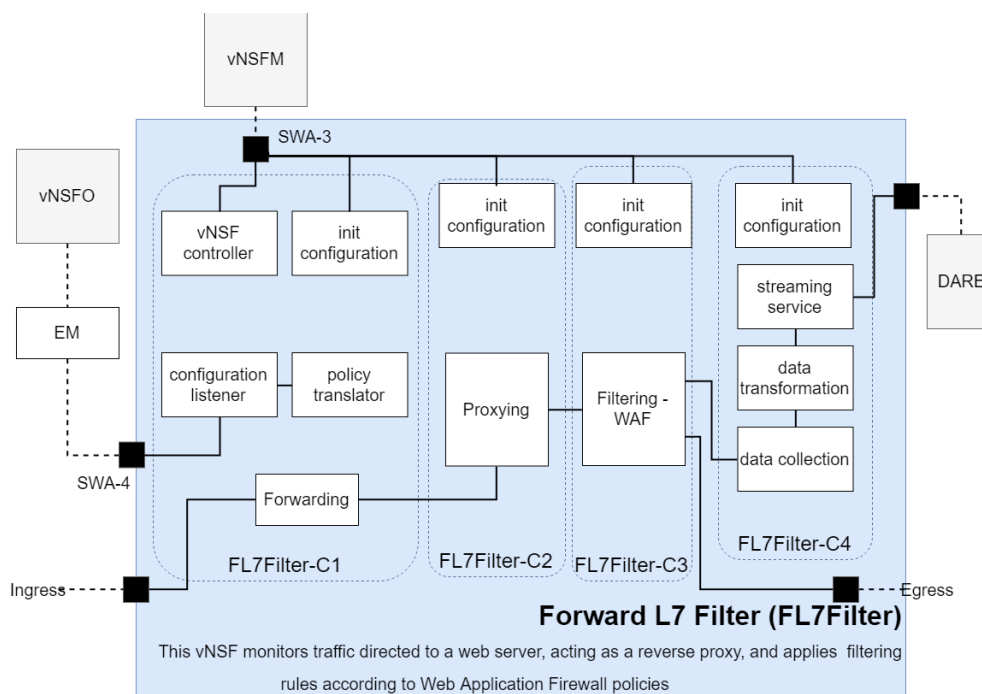 vNSFM
SWA-3
vNSFO
vNSF
controller
init
configuration
init
configuration
init
configuration
init
configuration
DARE
streaming
service
EM
configuration
listener
policy
translator
Proxying
Filtering -
WAF
data
transformation
data collection
SWA-4
Forwarding
FL7Filter-C1
FL7Filter-C2
FL7Filter-C3
FL7Filter-C4
Ingress
Egress
Forward L7 Filter (FL7Filter)
This vNSF monitors traffic directed to a web server, acting as a reverse proxy, and applies filtering
rules according to Web Application Firewall policies